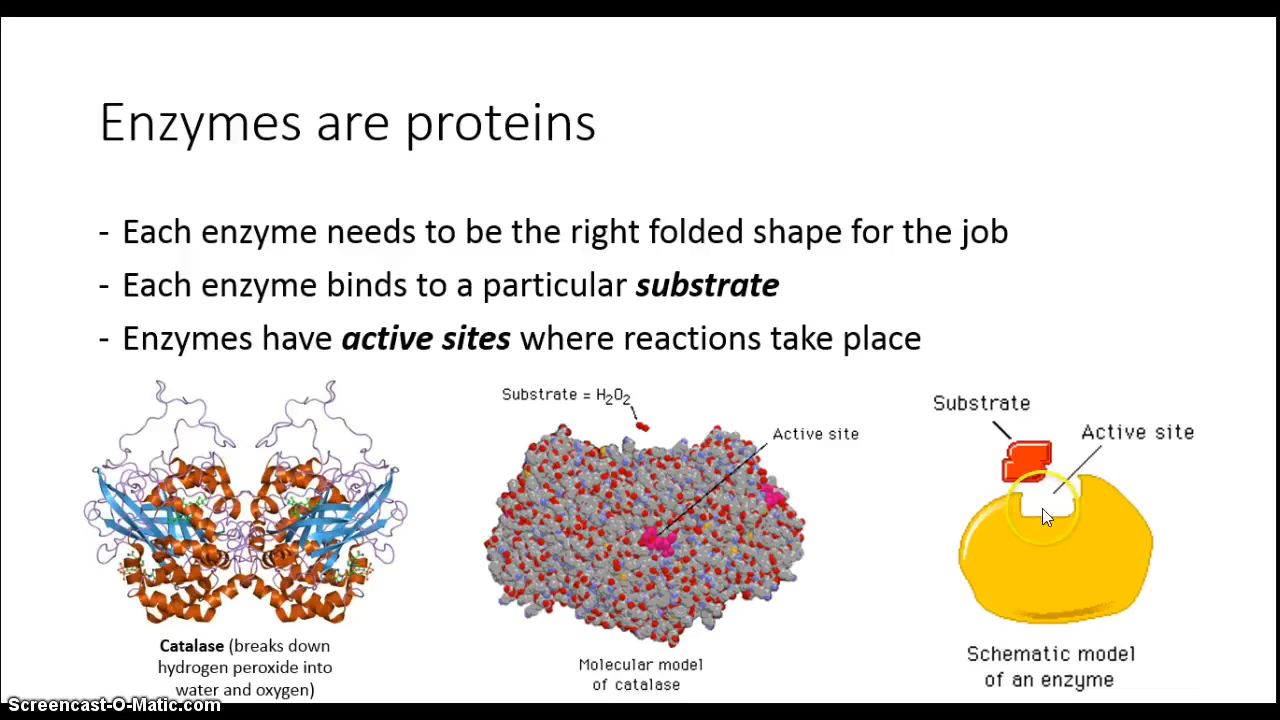 Enzymes are proteins
- Each enzyme needs to be the right folded shape for the job
- Each enzyme binds to a particular substrate
- Enzymes have active sites where reactions take place
Catalase (breaks down
hydrogen peroxide into
water and oxygen)
Substrate = H₂O₂
Active site
Molecular model
of catalase
Substrate
Active site
Schematic model
of an enzyme
Screencast-O-Matic.com